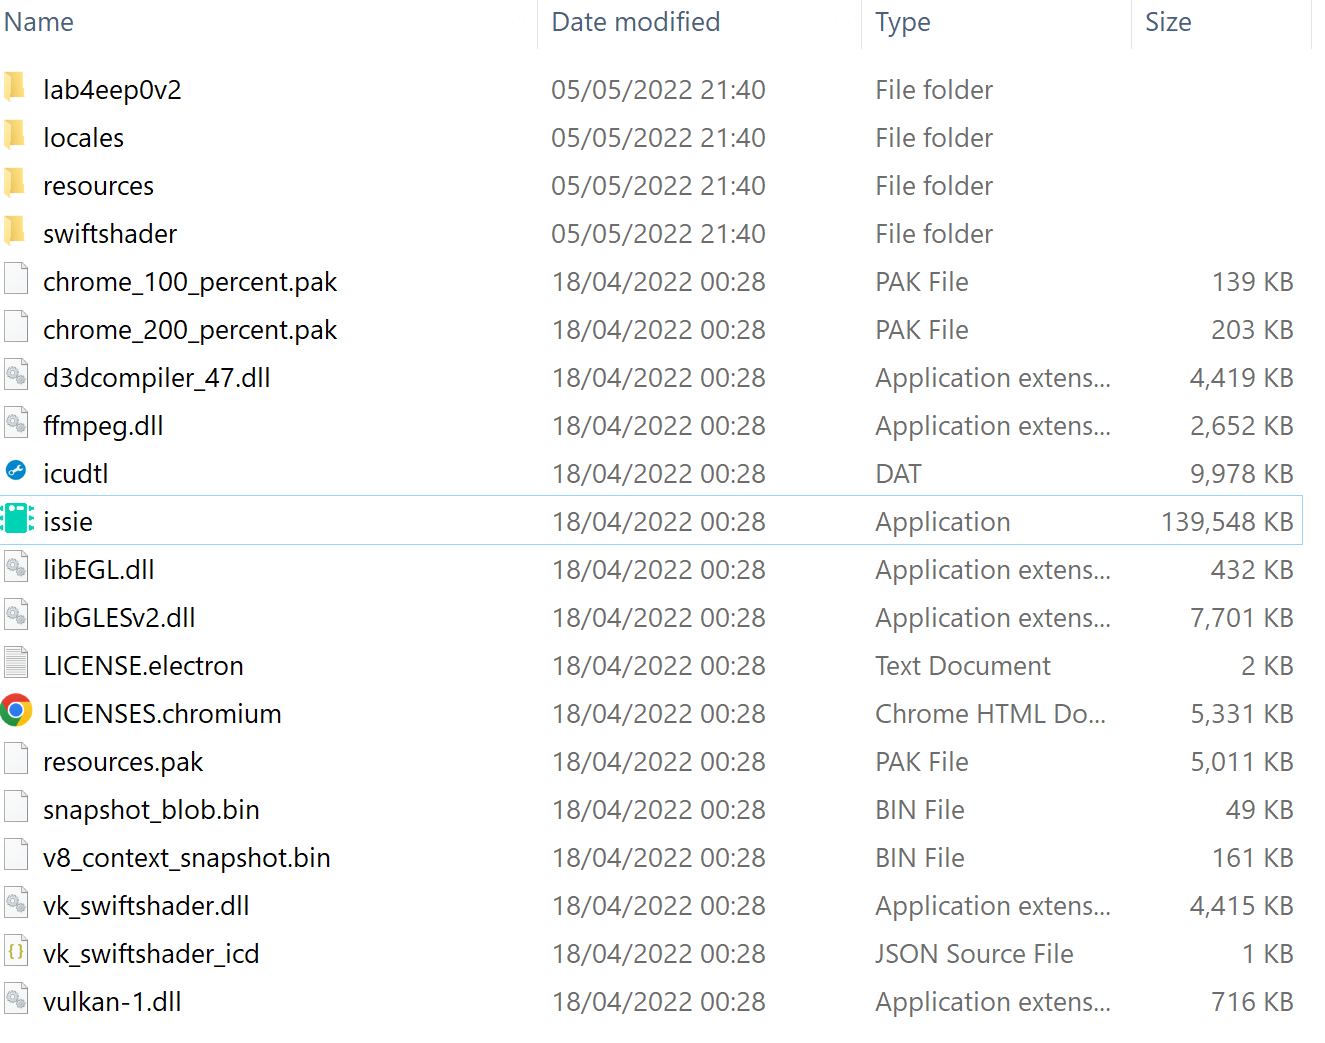 Name Date modified Type Size
lab4eep0v2 05/05/2022 21:40 File folder
locales 05/05/2022 21:40 File folder
resources 05/05/2022 21:40 File folder
swiftshader 05/05/2022 21:40 File folder
chrome_100_percent.pak 18/04/2022 00:28 PAK File 139 KB
chrome_200_percent.pak 18/04/2022 00:28 PAK File 203 KB
d3dcompiler_47.dll 18/04/2022 00:28 Application extens... 4,419 KB
ffmpeg.dll 18/04/2022 00:28 Application extens... 2,652 KB
icudtl 18/04/2022 00:28 DAT 9,978 KB
issie 18/04/2022 00:28 Application 139,548 KB
libEGL.dll 18/04/2022 00:28 Application extens... 432 KB
libGLESv2.dll 18/04/2022 00:28 Application extens... 7,701 KB
LICENSE.electron 18/04/2022 00:28 Text Document 2 KB
LICENSES.chromium 18/04/2022 00:28 Chrome HTML Do... 5,331 KB
resources.pak 18/04/2022 00:28 PAK File 5,011 KB
snapshot_blob.bin 18/04/2022 00:28 BIN File 49 KB
v8_context_snapshot.bin 18/04/2022 00:28 BIN File 161 KB
vk_swiftshader.dll 18/04/2022 00:28 Application extens... 4,415 KB
vk_swiftshader_icd 18/04/2022 00:28 JSON Source File 1 KB
vulkan-1.dll 18/04/2022 00:28 Application extens... 716 KB